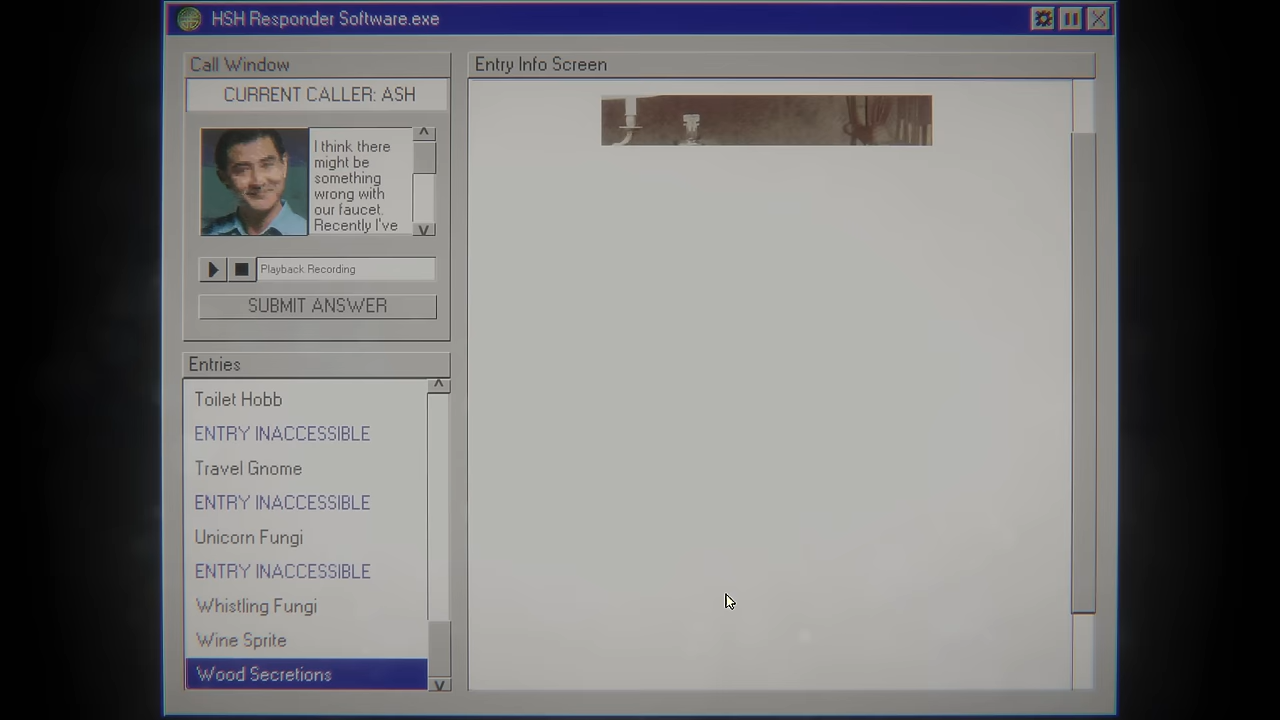 HSH Responder Software.exe
Call Window
CURRENT CALLER: ASH
I think there
might be
something
wrong with
our faucet.
Recently I've
Playback Recording
SUBMIT ANSWER
Entries
Toilet Hobb
ENTRY INACCESSIBLE
Travel Gnome
ENTRY INACCESSIBLE
Unicorn Fungi
ENTRY INACCESSIBLE
Whistling Fungi
Wine Sprite
Wood Secretions
Entry Info Screen